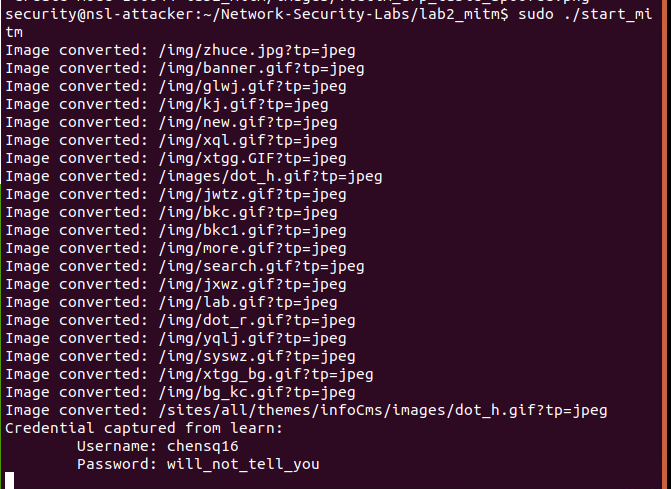 security@nsl-attacker:~/Network-Security-Labs/lab2_mitm$ sudo ./start_mi
tm
Image converted: /img/zhuce.jpg?tp=jpeg
Image converted: /img/banner.gif?tp=jpeg
Image converted: /img/glwj.gif?tp=jpeg
Image converted: /img/kj.gif?tp=jpeg
Image converted: /img/new.gif?tp=jpeg
Image converted: /img/xql.gif?tp=jpeg
Image converted: /img/xtgg.GIF?tp=jpeg
Image converted: /images/dot_h.gif?tp=jpeg
Image converted: /img/jwtz.gif?tp=jpeg
Image converted: /img/bkc.gif?tp=jpeg
Image converted: /img/bkc1.gif?tp=jpeg
Image converted: /img/more.gif?tp=jpeg
Image converted: /img/search.gif?tp=jpeg
Image converted: /img/jxwz.gif?tp=jpeg
Image converted: /img/lab.gif?tp=jpeg
Image converted: /img/dot_r.gif?tp=jpeg
Image converted: /img/yqlj.gif?tp=jpeg
Image converted: /img/syswz.gif?tp=jpeg
Image converted: /img/xtgg_bg.gif?tp=jpeg
Image converted: /img/bg_kc.gif?tp=jpeg
Image converted: /sites/all/themes/infoCms/images/dot_h.gif?tp=jpeg
Credential captured from learn:
Username: chensq16
Password: will_not_tell_you